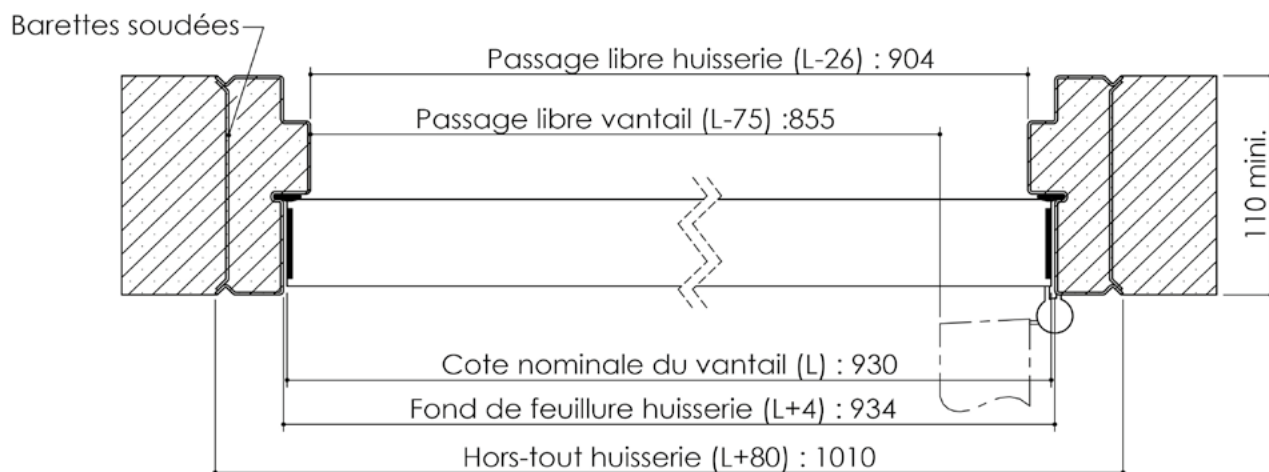 Barettes soudées
Passage libre huisserie (L-26) : 904
Passage libre vantail (L-75) :855
110 mini.
Cote nominale du vantail (L) : 930
Fond de feuillure huisserie (L+4) : 934
Hors-tout huisserie (L+80) : 1010